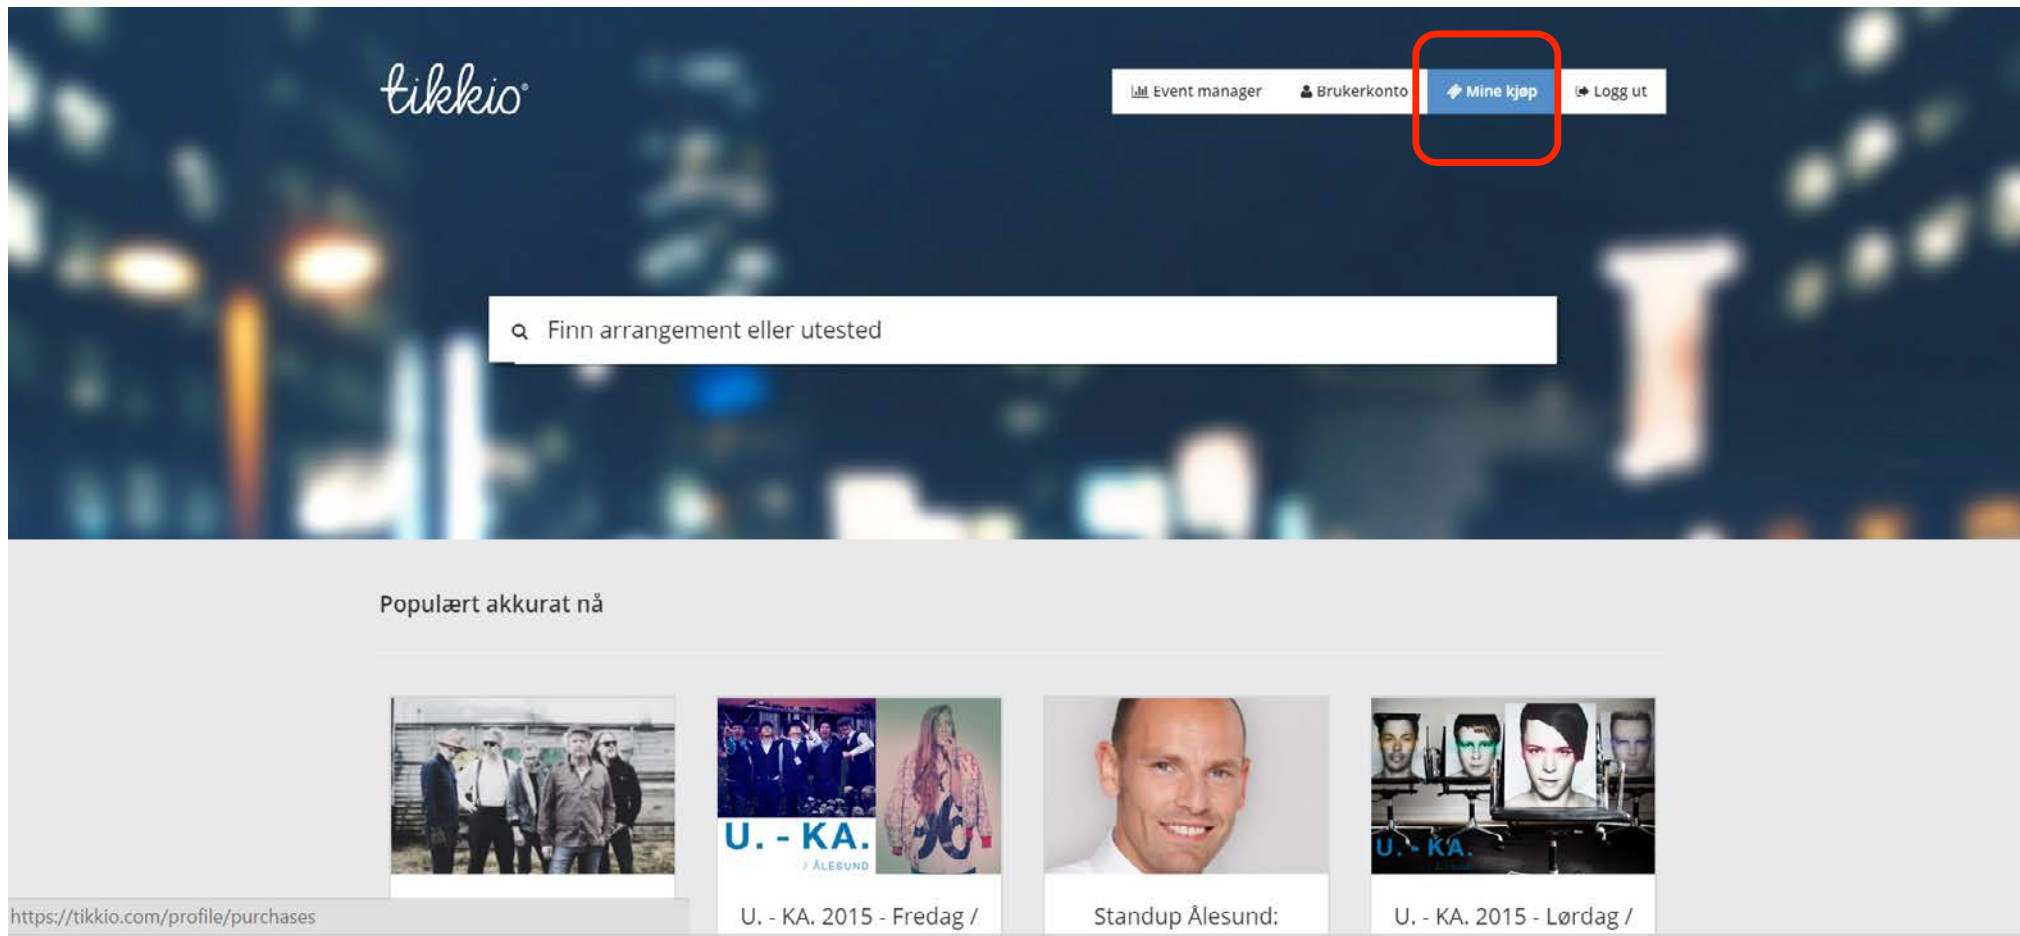 tikkio
Event manager
Brukerkonto
Mine kjøp
Logg ut
Finn arrangement eller utested
Populært akkurat nå
U. - KA.
/ ÅLESUND
U. - KA.
https://tikkio.com/profile/purchases
U. - KA. 2015 - Fredag /
Standup Ålesund:
U. - KA. 2015 - Lørdag /